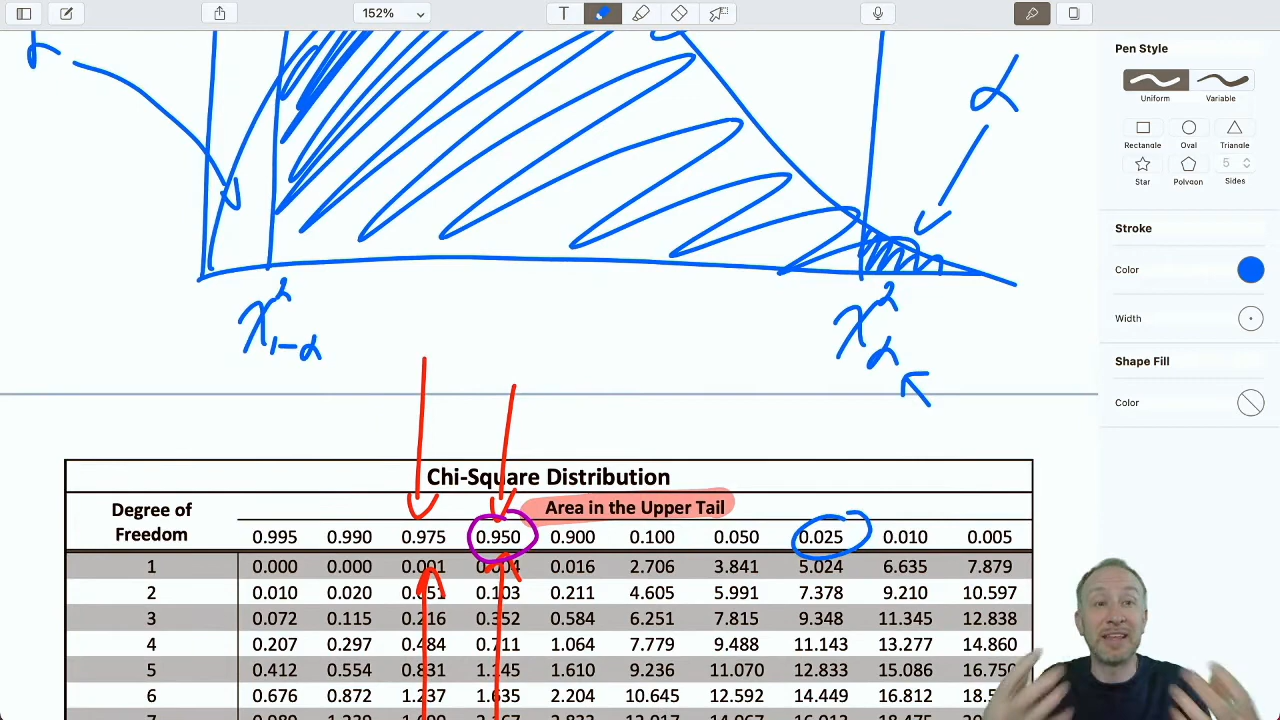 T
152%
Pen Style
Uniform Variable
Rectangle Oval Triangle
Star Polygon 5 Sides
Stroke
Color
Width
Shape Fill
Color
α
α
χ²1-α
χ²α
Chi-Square Distribution
Degree of Freedom
Area in the Upper Tail
0.995 0.990 0.975 0.950 0.900 0.100 0.050 0.025 0.010 0.005
1 0.000 0.000 0.001 0.004 0.016 2.706 3.841 5.024 6.635 7.879
2 0.010 0.020 0.051 0.103 0.211 4.605 5.991 7.378 9.210 10.597
3 0.072 0.115 0.216 0.352 0.584 6.251 7.815 9.348 11.345 12.838
4 0.207 0.297 0.484 0.711 1.064 7.779 9.488 11.143 13.277 14.860
5 0.412 0.554 0.831 1.145 1.610 9.236 11.070 12.833 15.086 16.750
6 0.676 0.872 1.237 1.635 2.204 10.645 12.592 14.449 16.812
7